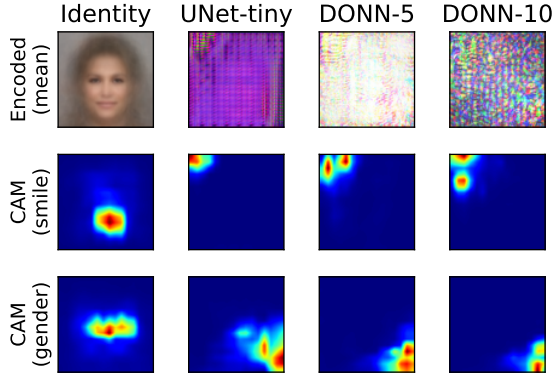 Identity UNet-tiny DONN-5 DONN-10
Encoded
(mean)
CAM
(smile)
CAM
(gender)